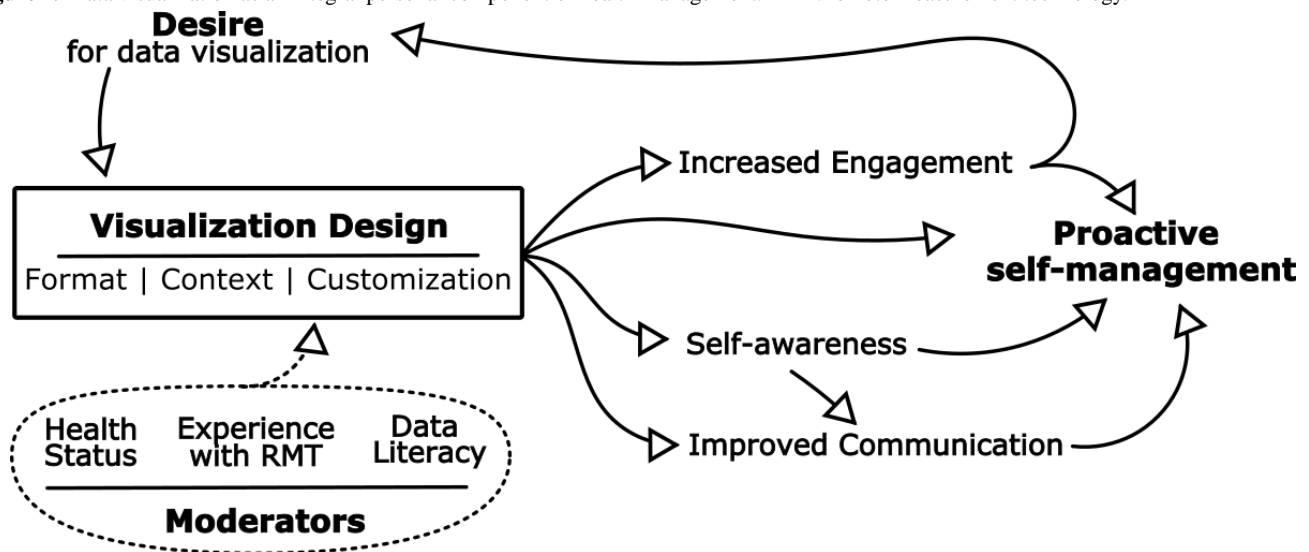 Desire
for data visualization
Increased Engagement
Visualization Design
Format | Context | Customization
Proactive
self-management
Self-awareness
Improved Communication
Health
Status
Experience
with RMT
Data
Literacy
Moderators